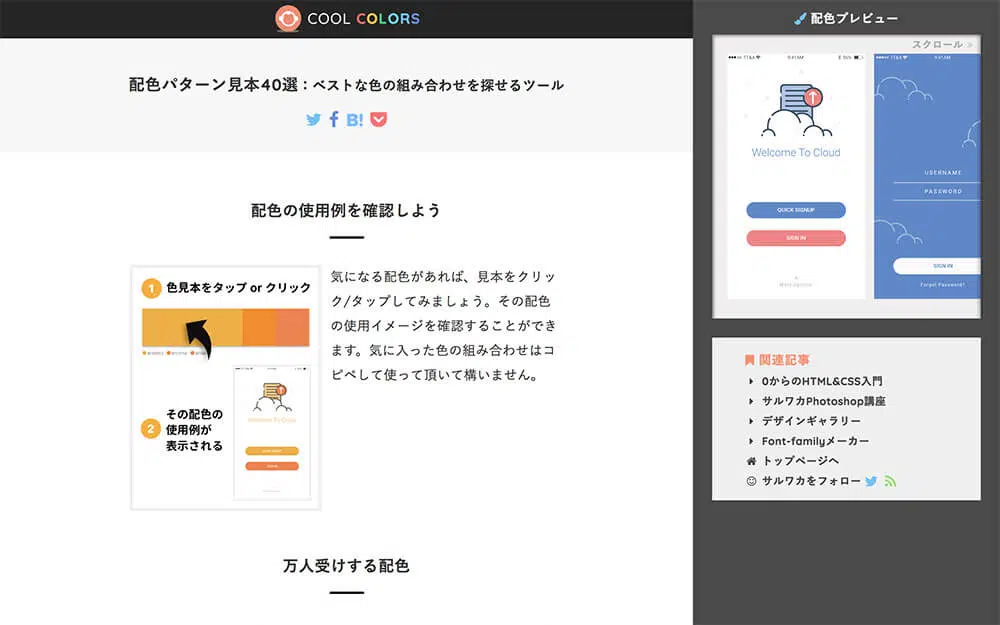 COOL COLORS
配色パターン見本40選：ベストな色の組み合わせを探せるツール
B!
配色の使用例を確認しよう
1 色見本をタップ or クリック
2 その配色の
使用例が
表示される
Welcome To Cloud
気になる配色があれば、見本をクリッ
ク/タップしてみましょう。その配色
の使用イメージを確認することができ
ます。気に入った色の組み合わせはコ
ピペして使って頂いて構いません。
万人受けする配色
配色プレビュー
スクロール »
9:41AM
Welcome To Cloud
QUICK SIGNUP
SIGN IN
USERNAME
PASSWORD
SIGN IN
Forgot Password?
関連記事
0からのHTML&CSS入門
サルワカPhotoshop講座
デザインギャラリー
Font-familyメーカー
トップページへ
サルワカをフォロー